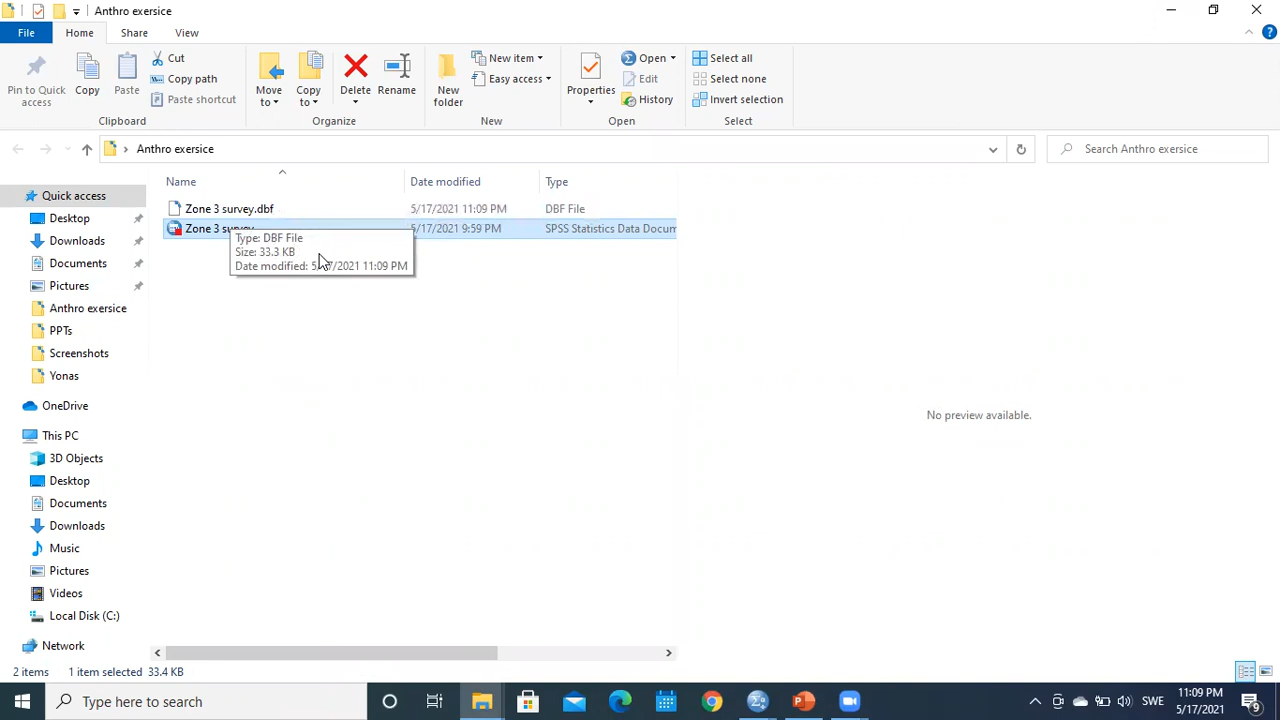 Anthro exersice
File
Home
Share
View
Pin to Quick access
Copy
Paste
Cut
Copy path
Paste shortcut
Clipboard
Move to
Copy to
Delete
Rename
Organize
New folder
New item
Easy access
New
Properties
Open
Edit
History
Open
Select all
Select none
Invert selection
Select
Anthro exersice
Search Anthro exersice
Name
Date modified
Type
Zone 3 survey.dbf
5/17/2021 11:09 PM
DBF File
Zone 3 survey
5/17/2021 9:59 PM
SPSS Statistics Data Docum
Type: DBF File
Size: 33.3 KB
Date modified: 5/17/2021 11:09 PM
No preview available.
Quick access
Desktop
Downloads
Documents
Pictures
Anthro exersice
PPTs
Screenshots
Yonas
OneDrive
This PC
3D Objects
Desktop
Documents
Downloads
Music
Pictures
Videos
Local Disk (C:)
Network
2 items
1 item selected 33.4 KB
Type here to search
SWE
11:09 PM
5/17/2021
9